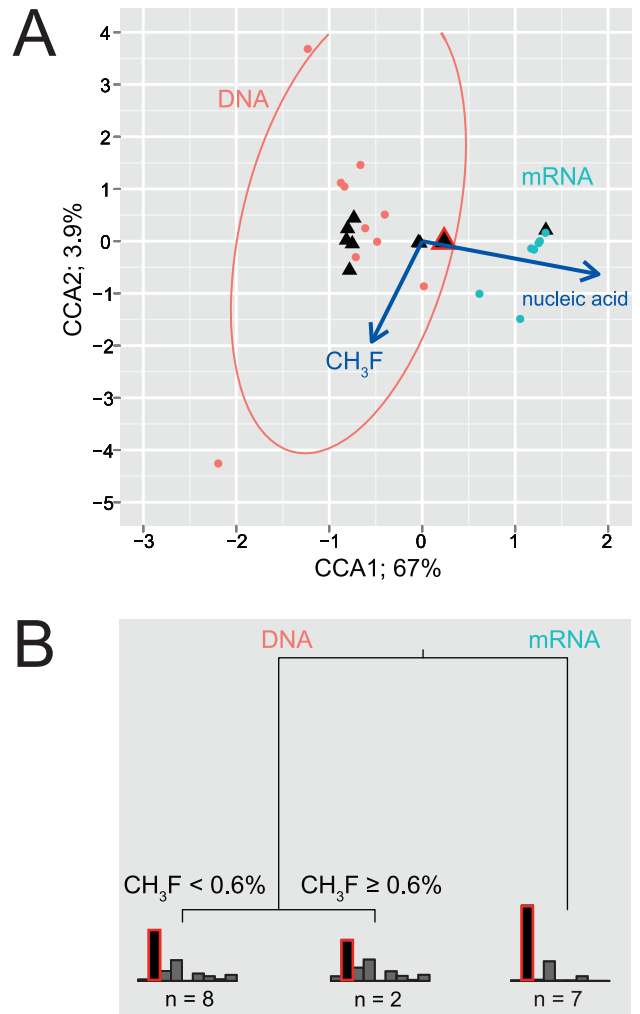 A
4
3
2
1
0
−1
−2
−3
−4
−5
CCA2; 3.9%
DNA
mRNA
nucleic acid
CH₃F
−3 −2 −1 0 1 2
CCA1; 67%
B
DNA mRNA
CH₃F < 0.6% CH₃F ≥ 0.6%
n = 8 n = 2 n = 7